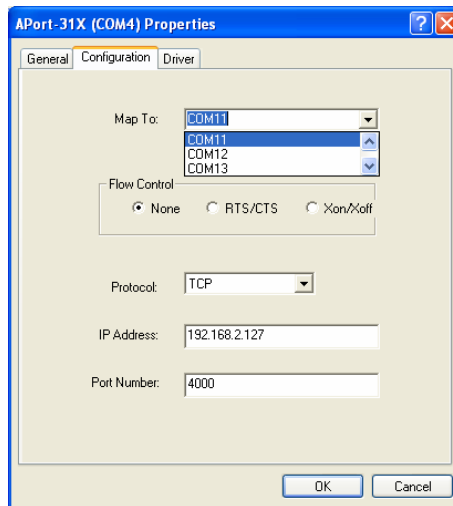 APort-31X (COM4) Properties
General Configuration Driver
Map To: COM11
COM11
COM12
COM13
Flow Control
None RTS/CTS Xon/Xoff
Protocol: TCP
IP Address: 192.168.2.127
Port Number: 4000
OK Cancel